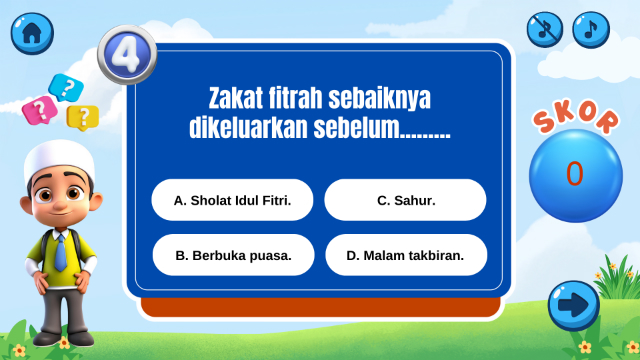 4
Zakat fitrah sebaiknya
dikeluarkan sebelum.........
A. Sholat Idul Fitri.
C. Sahur.
B. Berbuka puasa.
D. Malam takbiran.
? ? ?
SKOR
0